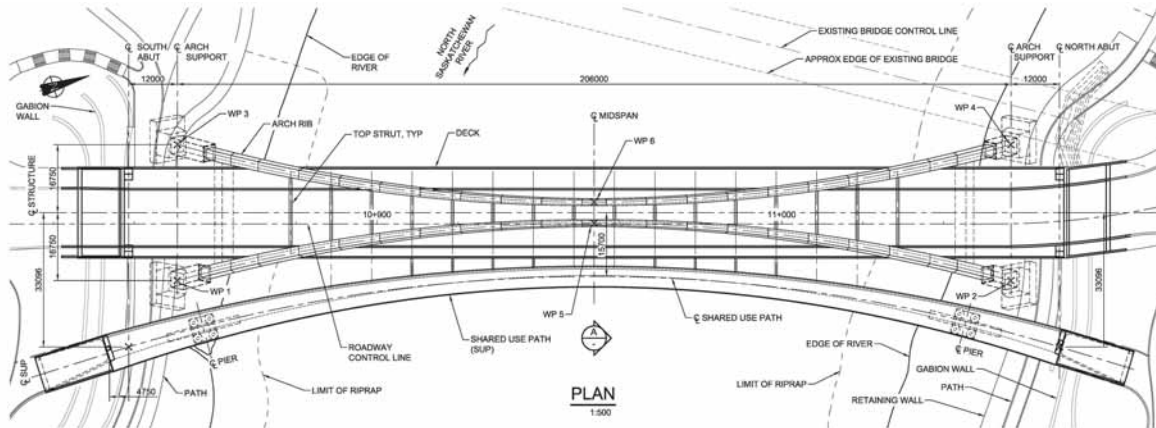 ℄ SOUTH
ABUT
℄ ARCH
SUPPORT
EDGE OF
RIVER
NORTH
SASKATCHEWAN
RIVER
EXISTING BRIDGE CONTROL LINE
APPROX EDGE OF EXISTING BRIDGE
℄ ARCH
SUPPORT
℄ NORTH ABUT
12000
206000
12000
GABION
WALL
WP 3
ARCH RIB
TOP STRUT, TYP
DECK
℄ MIDSPAN
WP 6
WP 4
℄ STRUCTURE
16750
16750
33096
10+900
11+000
15700
33096
WP 1
WP 2
WP 5
℄ SHARED USE PATH
℄ SUP
4750
PATH
℄ PIER
ROADWAY
CONTROL LINE
LIMIT OF RIPRAP
SHARED USE PATH
(SUP)
A
-
PLAN
1:500
EDGE OF RIVER
LIMIT OF RIPRAP
℄ PIER
GABION WALL
PATH
RETAINING WALL